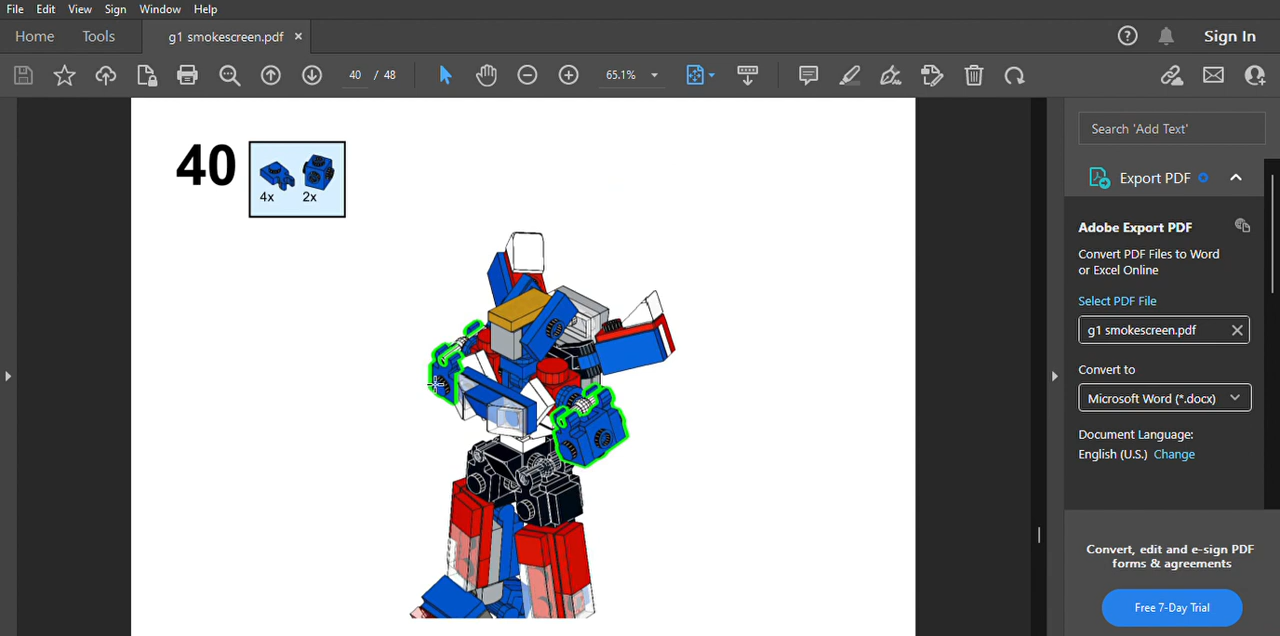 File Edit View Sign Window Help
Home Tools g1 smokescreen.pdf × Sign In
40 / 48 65.1%
Search 'Add Text'
40
4x 2x
Export PDF
Adobe Export PDF
Convert PDF Files to Word
or Excel Online
Select PDF File
g1 smokescreen.pdf
Convert to
Microsoft Word (*.docx)
Document Language:
English (U.S.) Change
Convert, edit and e-sign PDF
forms & agreements
Free 7-Day Trial